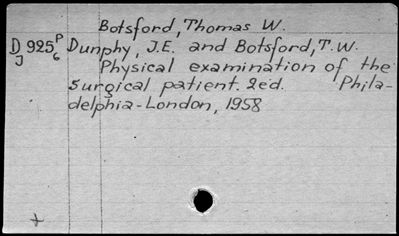 Botsford, Thomas W.
D 925 P Dunphy, J.E. and Botsford, T.W.
J 6 Physical examination of the
Surgical patient. 2ed. Phila-
delphia-London, 1958